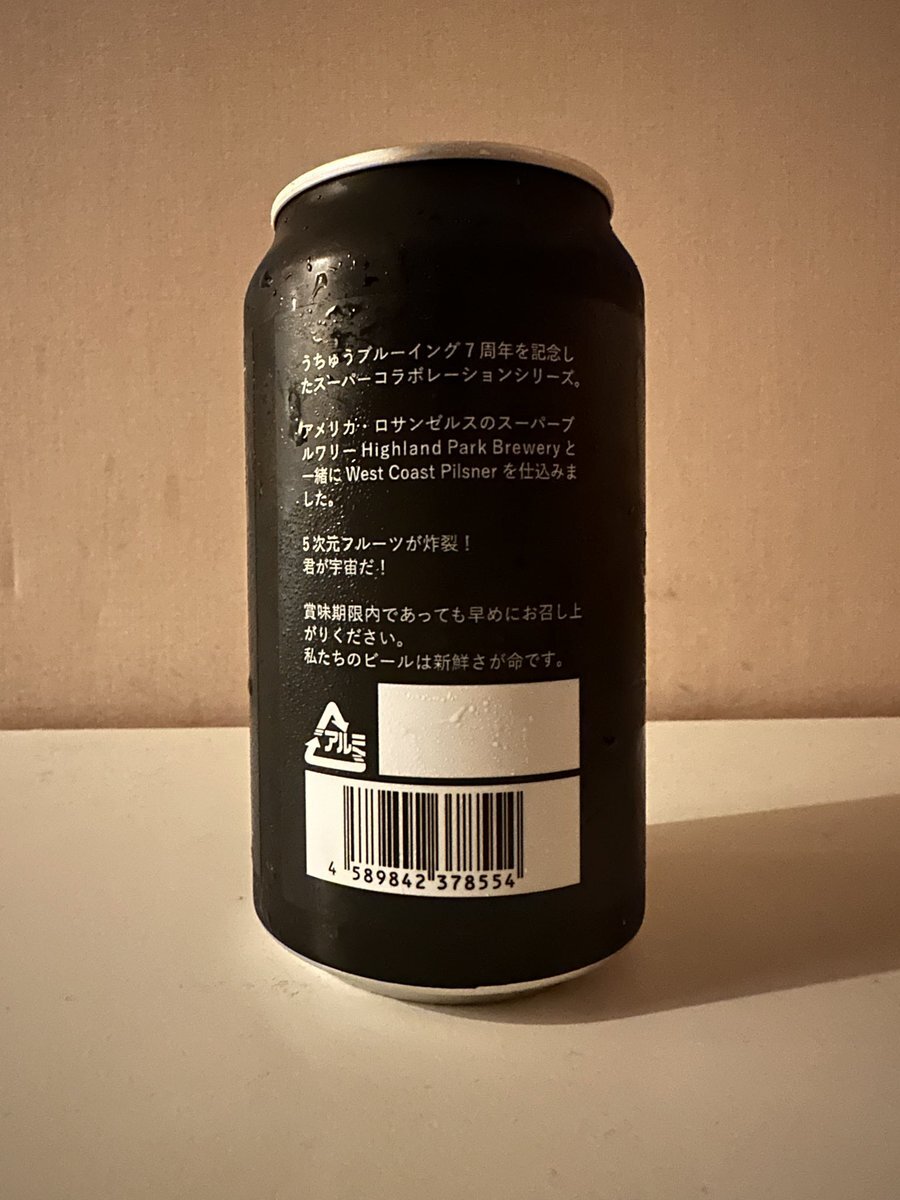 うちゅうブルーイング7周年を記念し
たスーパーコラボレーションシリーズ。
アメリカ・ロサンゼルスのスーパーブ
ルワリー Highland Park Brewery と
一緒に West Coast Pilsner を仕込みま
した。
5次元フルーツが炸裂！
君が宇宙だ！
賞味期限内であっても早めにお召し上
がりください。
私たちのビールは新鮮さが命です。
アルミ
4 589842 378554